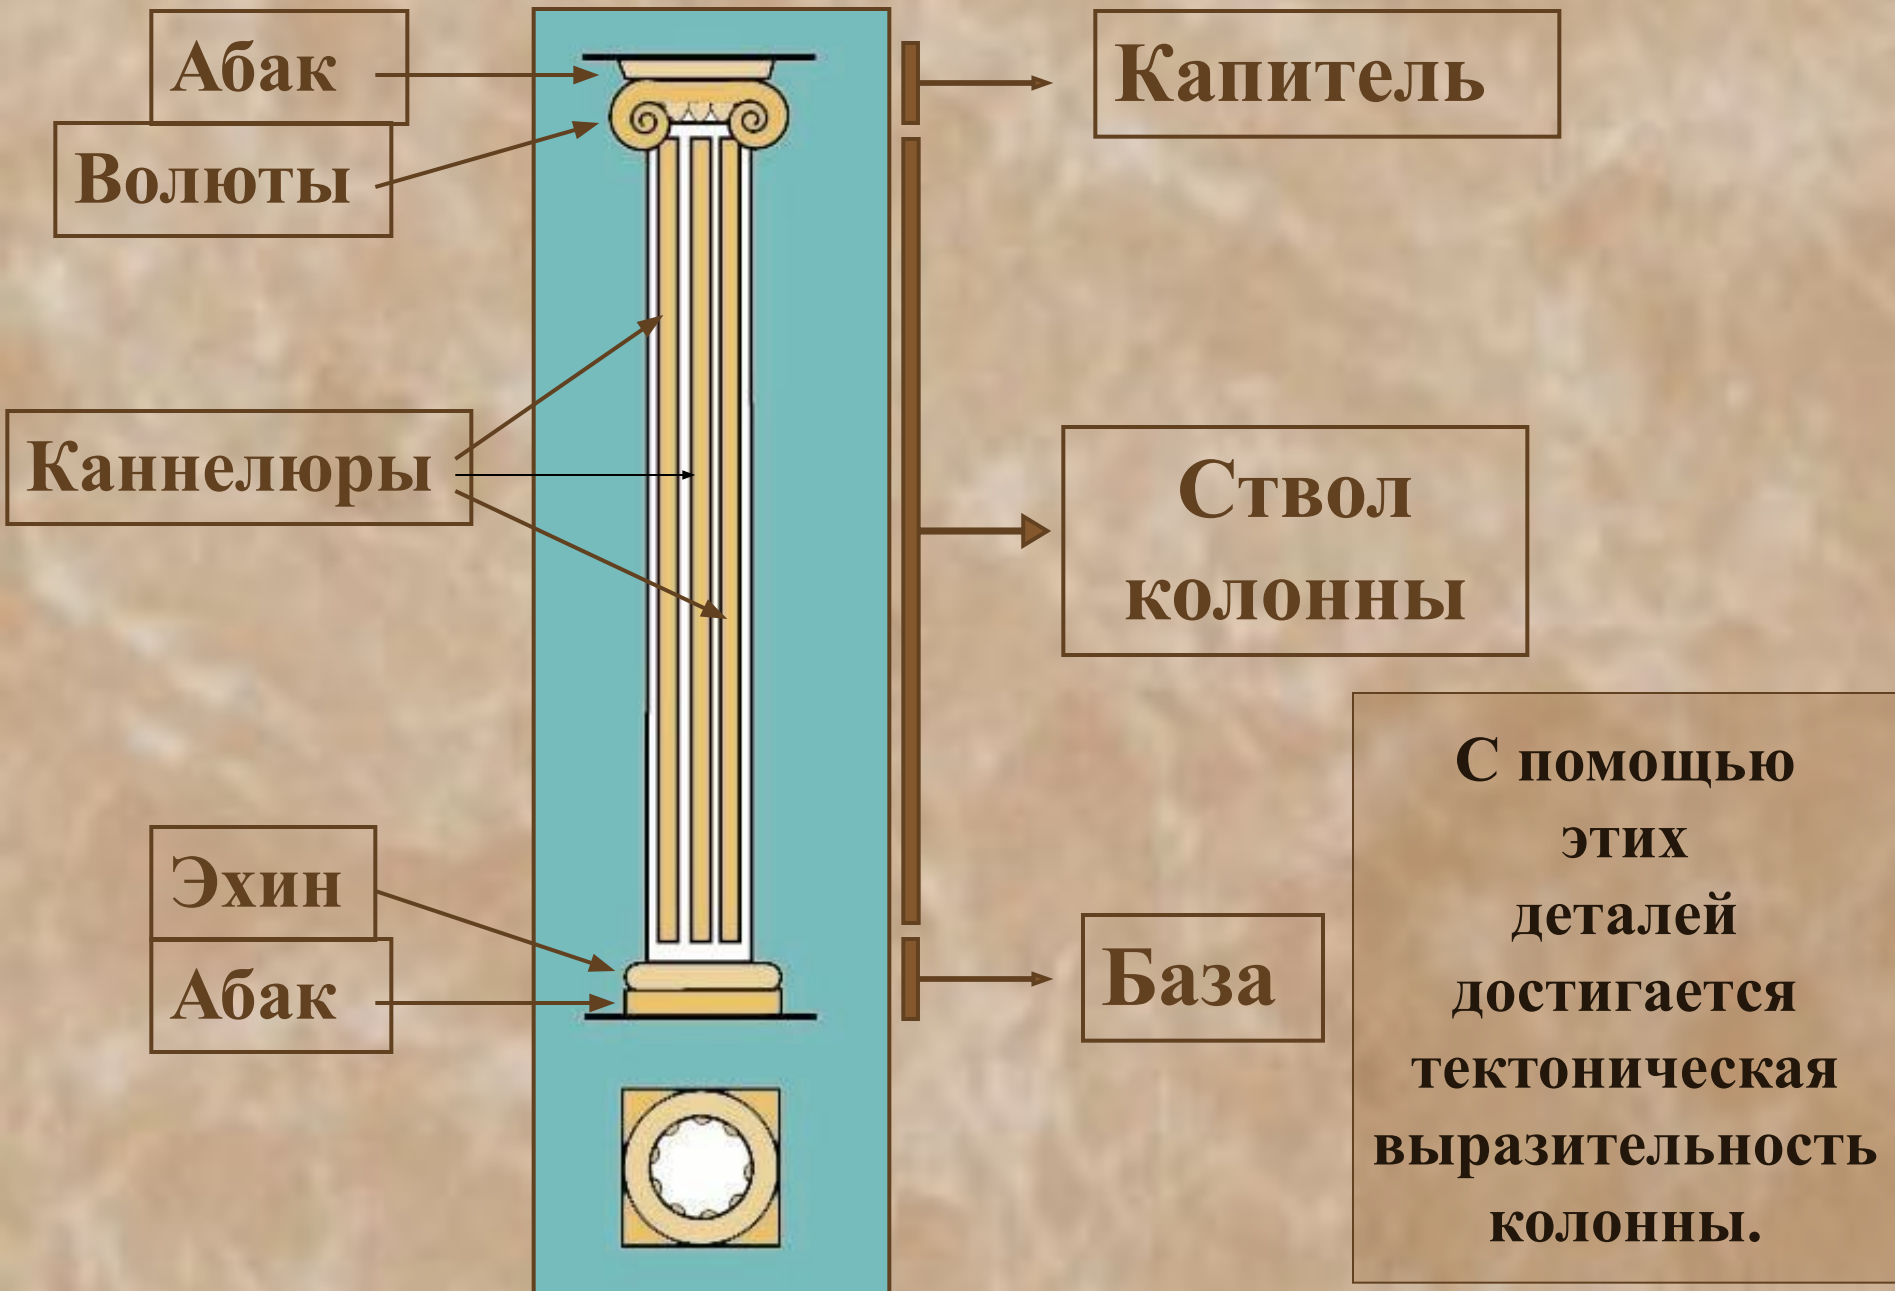 Абак
Капитель
Волюты
Каннелюры
Ствол
колонны
Эхин
Абак
База
С помощью
этих
деталей
достигается
тектоническая
выразительность
колонны.